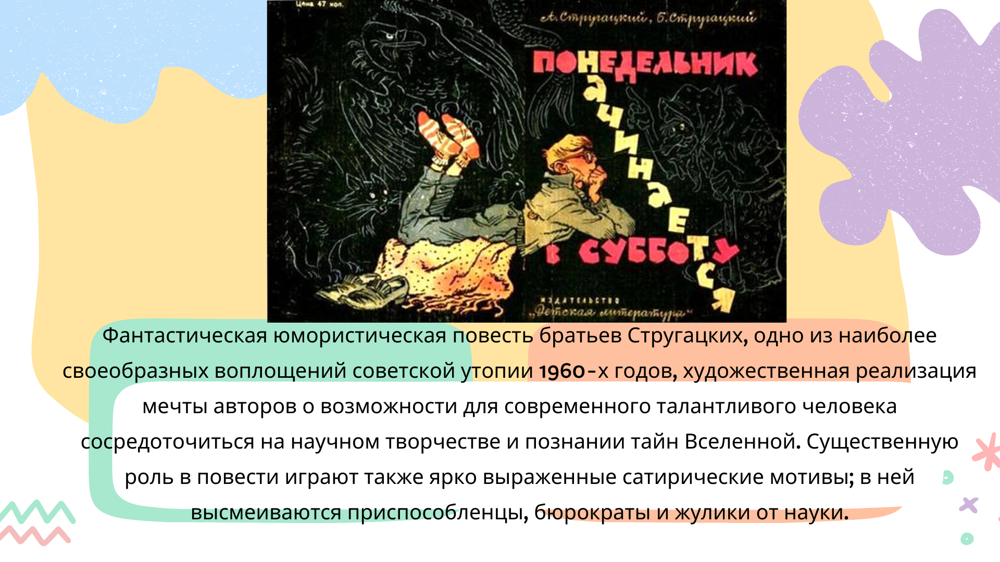 Цена 47 коп.
А. Стругацкий, Б. Стругацкий
ПОНЕДЕЛЬНИК
НАЧИНАЕТСЯ
В СУББОТУ
ИЗДАТЕЛЬСТВО
„Детская литература“
Фантастическая юмористическая повесть братьев Стругацких, одно из наиболее
своеобразных воплощений советской утопии 1960-х годов, художественная реализация
мечты авторов о возможности для современного талантливого человека
сосредоточиться на научном творчестве и познании тайн Вселенной. Существенную
роль в повести играют также ярко выраженные сатирические мотивы; в ней
высмеиваются приспособленцы, бюрократы и жулики от науки.